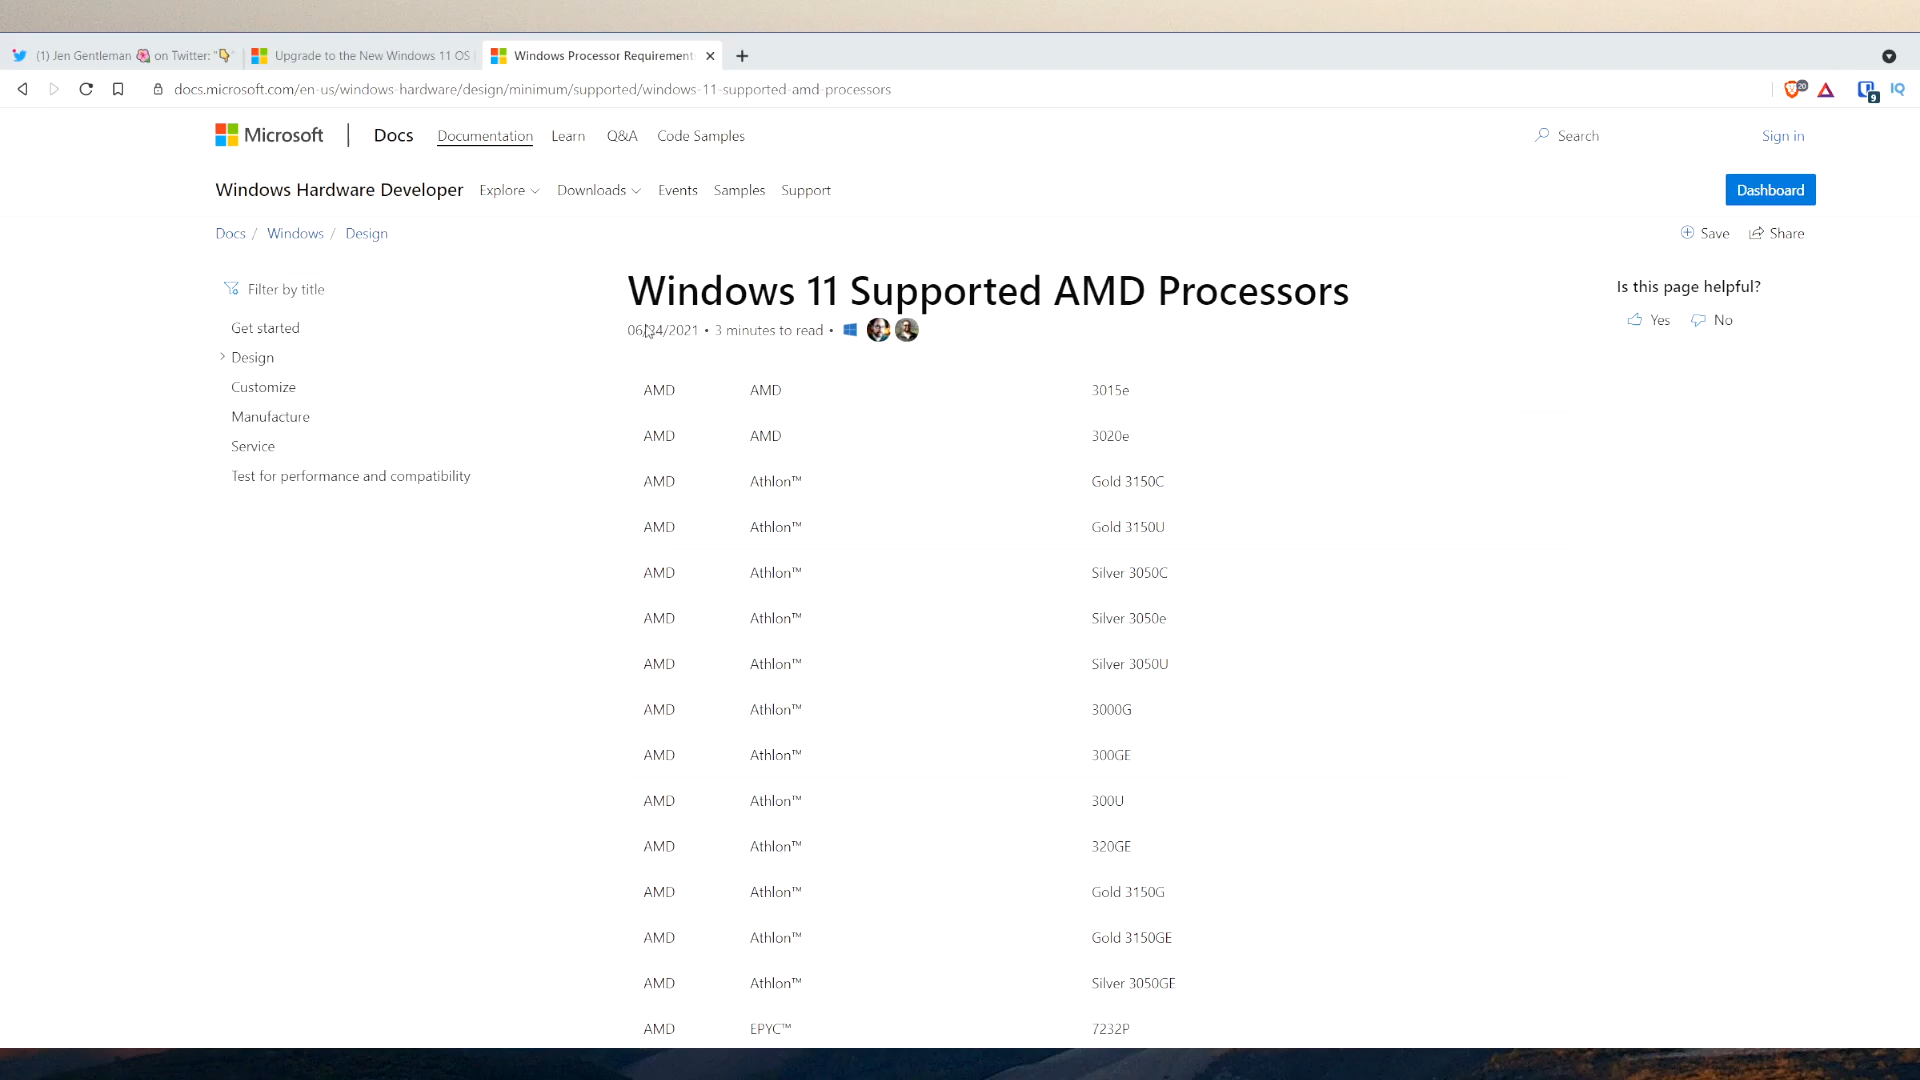 (1) Jen Gentleman 🌺 on Twitter: "👇
Upgrade to the New Windows 11 OS
Windows Processor Requirement
docs.microsoft.com/en-us/windows-hardware/design/minimum/supported/windows-11-supported-amd-processors
20
9
IQ
Microsoft Docs Documentation Learn Q&A Code Samples Search Sign in
Windows Hardware Developer Explore Downloads Events Samples Support Dashboard
Docs / Windows / Design
Save Share
Filter by title
Get started
Design
Customize
Manufacture
Service
Test for performance and compatibility
Windows 11 Supported AMD Processors
06/24/2021 • 3 minutes to read •
AMD AMD 3015e
AMD AMD 3020e
AMD Athlon™ Gold 3150C
AMD Athlon™ Gold 3150U
AMD Athlon™ Silver 3050C
AMD Athlon™ Silver 3050e
AMD Athlon™ Silver 3050U
AMD Athlon™ 3000G
AMD Athlon™ 300GE
AMD Athlon™ 300U
AMD Athlon™ 320GE
AMD Athlon™ Gold 3150G
AMD Athlon™ Gold 3150GE
AMD Athlon™ Silver 3050GE
AMD EPYC™ 7232P
Is this page helpful?
Yes No